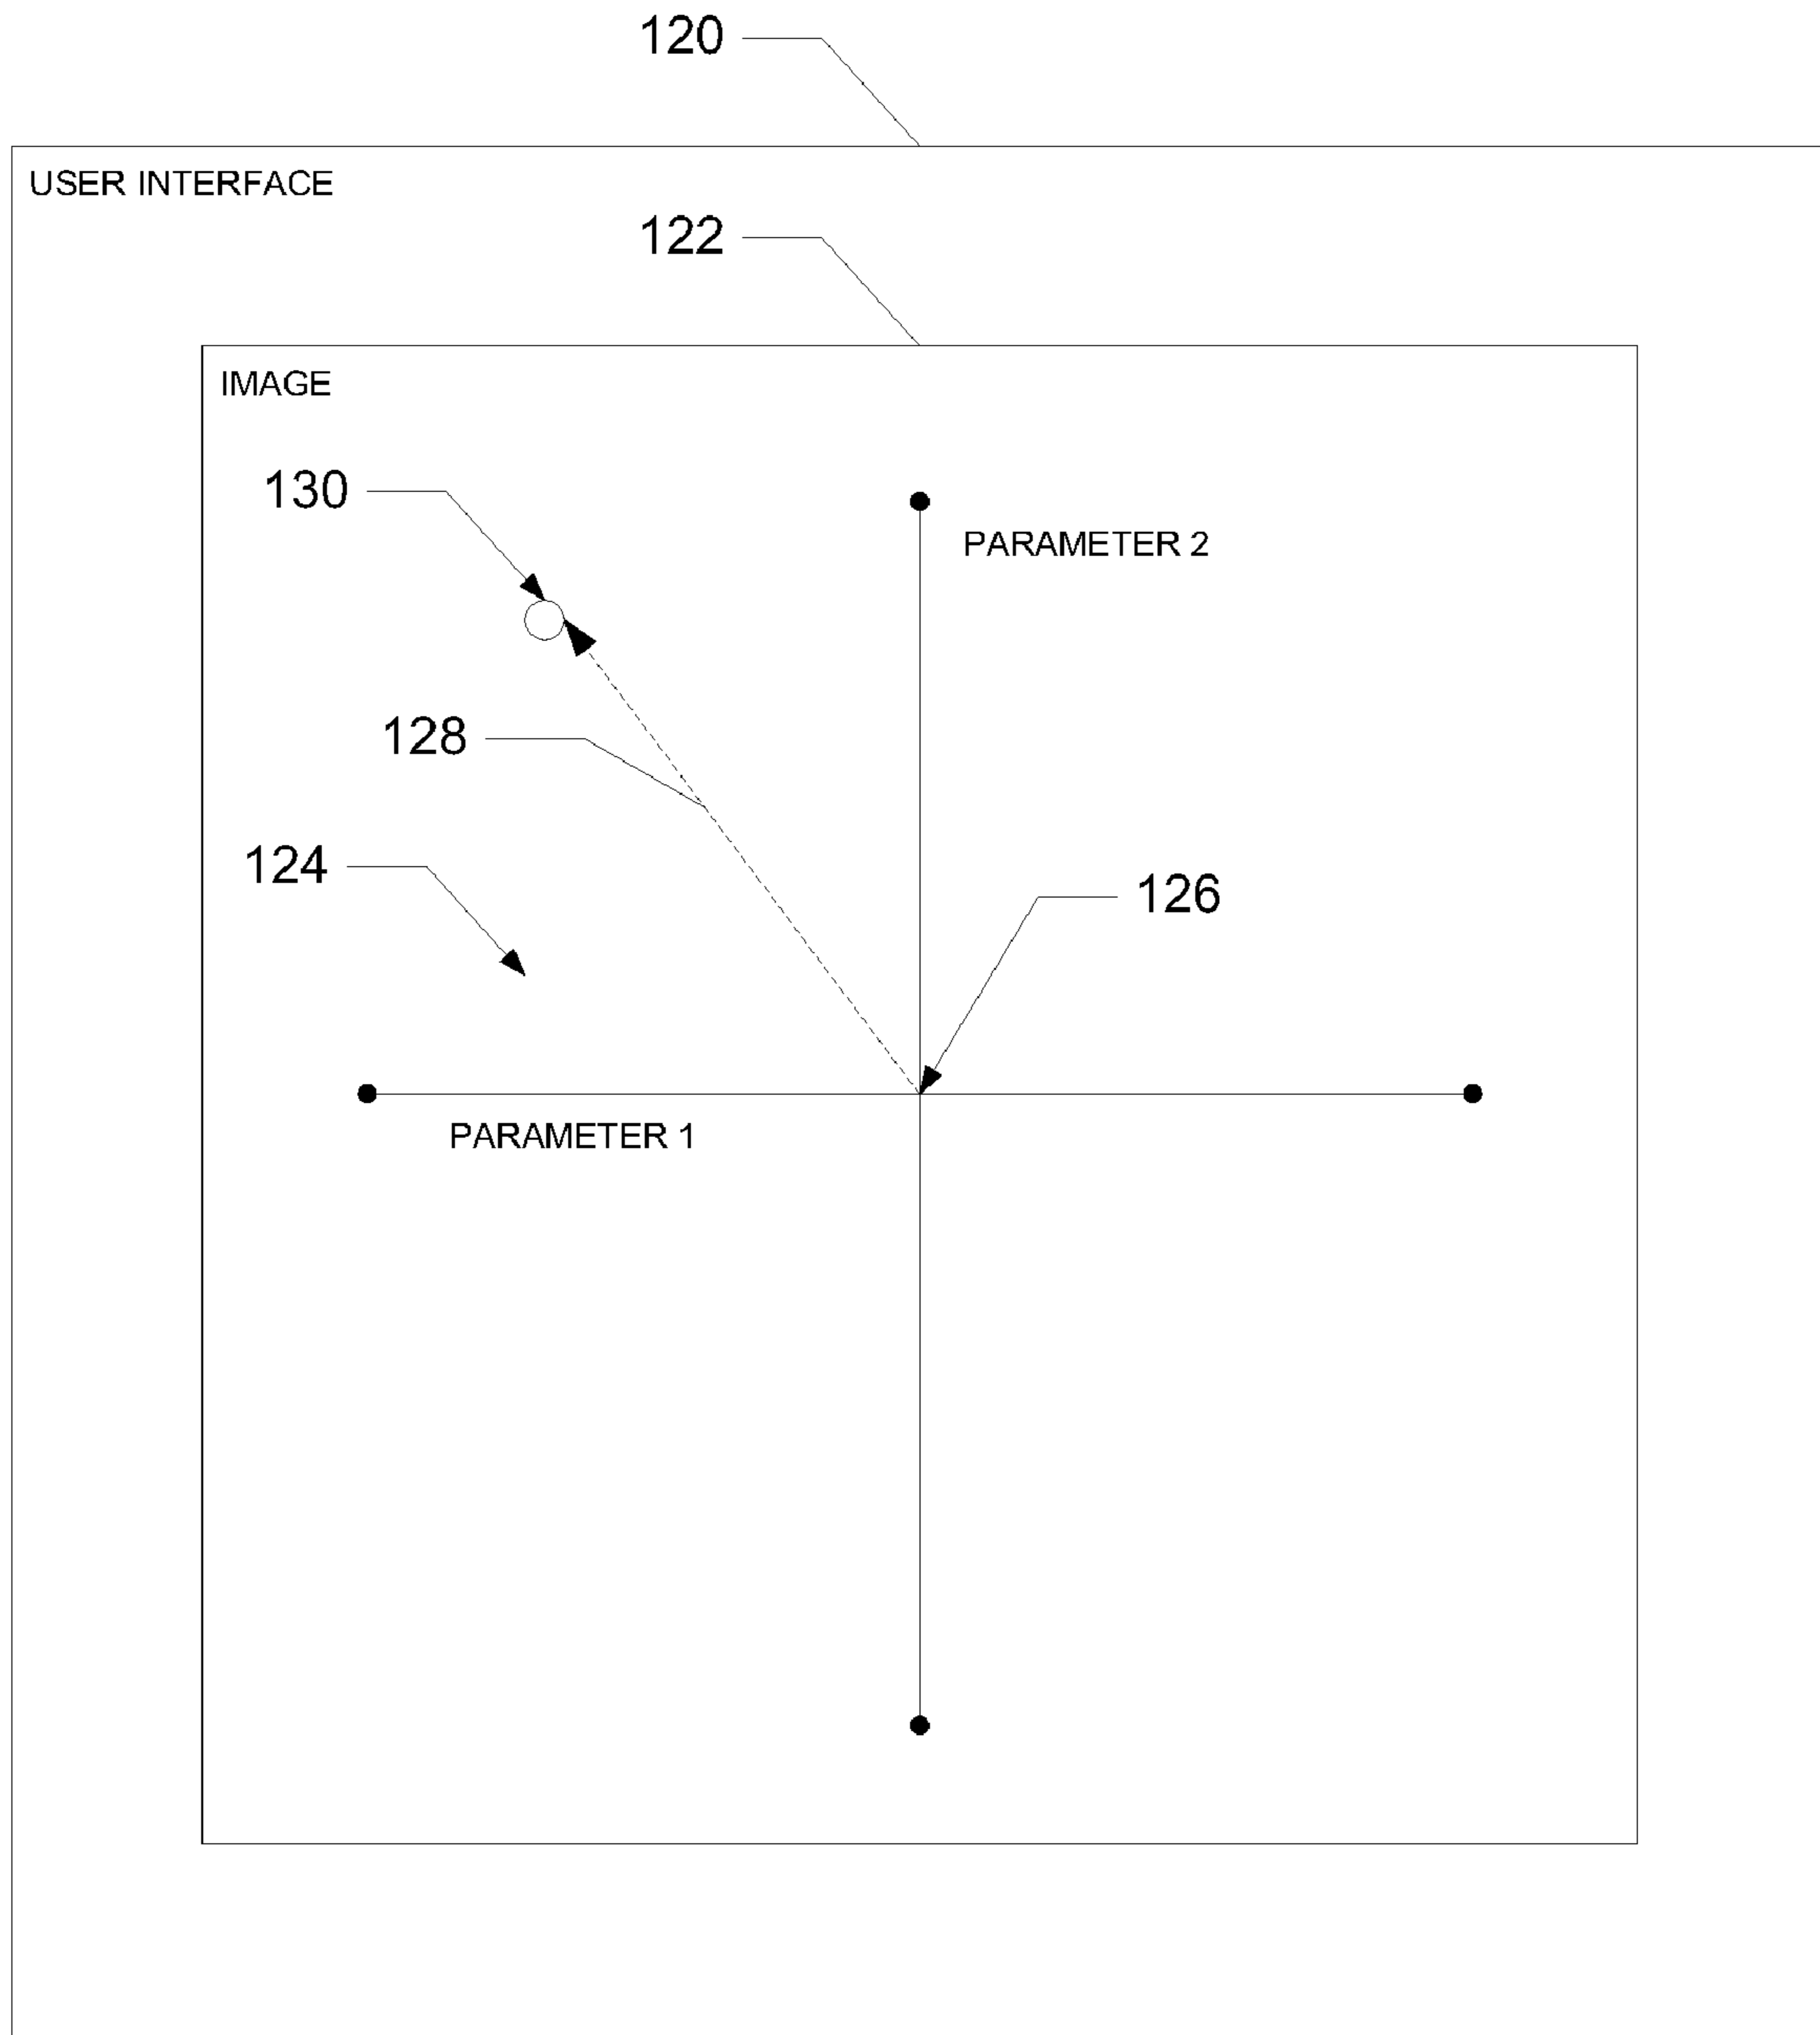 120
USER INTERFACE
122
IMAGE
130
PARAMETER 2
128
124
126
PARAMETER 1